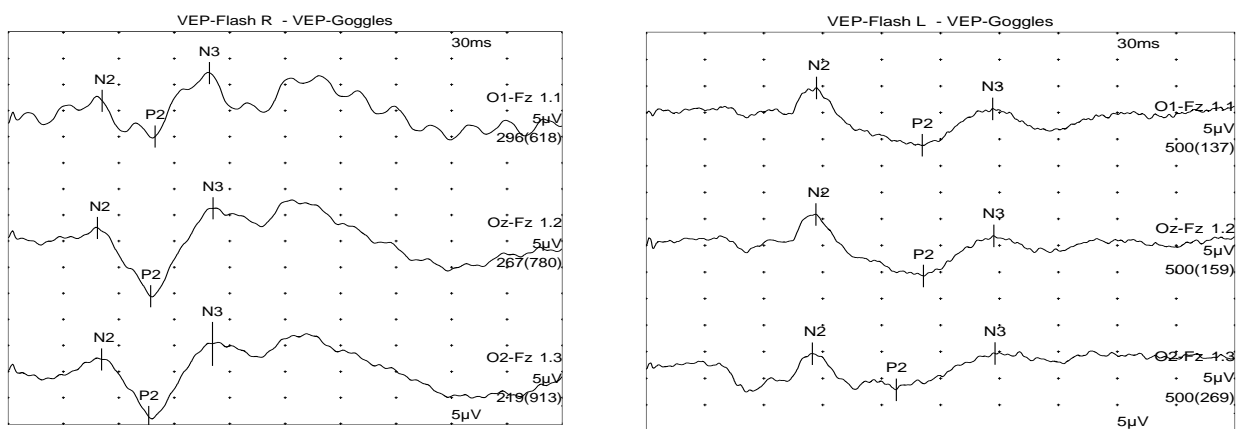 VEP-Flash R - VEP-Goggles
30ms
N3
N2
O1-Fz 1.1
P2
5µV
296(618)
N3
N2
Oz-Fz 1.2
5µV
267(780)
P2
N3
N2
O2-Fz 1.3
5µV
219(913)
P2
5µV
VEP-Flash L - VEP-Goggles
30ms
N2
N3
O1-Fz 1.1
P2
5µV
500(137)
N2
N3
Oz-Fz 1.2
5µV
P2
500(159)
N2
N3
O2-Fz 1.3
P2
5µV
500(269)
5µV